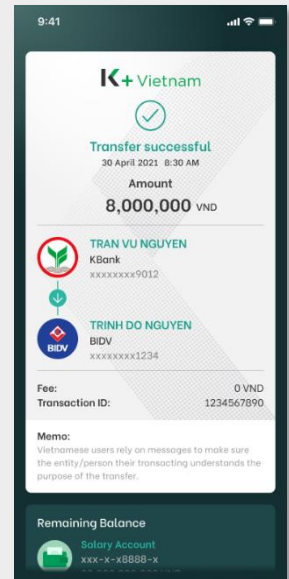 9:41
K+ Vietnam
Transfer successful
30 April 2021 8:30 AM
Amount
8,000,000 VND
TRAN VU NGUYEN
KBank
xxxxxxxx9012
TRINH DO NGUYEN
BIDV
BIDV
xxxxxxxx1234
Fee: 0 VND
Transaction ID: 1234567890
Memo:
Vietnamese users rely on messages to make sure
the entity/person their transacting understands the
purpose of the transfer.
Remaining Balance
Salary Account
xxx-x-x8888-x